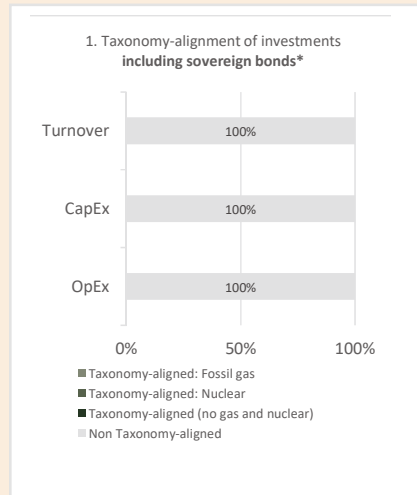 1. Taxonomy-alignment of investments
including sovereign bonds*
Turnover
100%
CapEx
100%
OpEx
100%
0%
50%
100%
Taxonomy-aligned: Fossil gas
Taxonomy-aligned: Nuclear
Taxonomy-aligned (no gas and nuclear)
Non Taxonomy-aligned